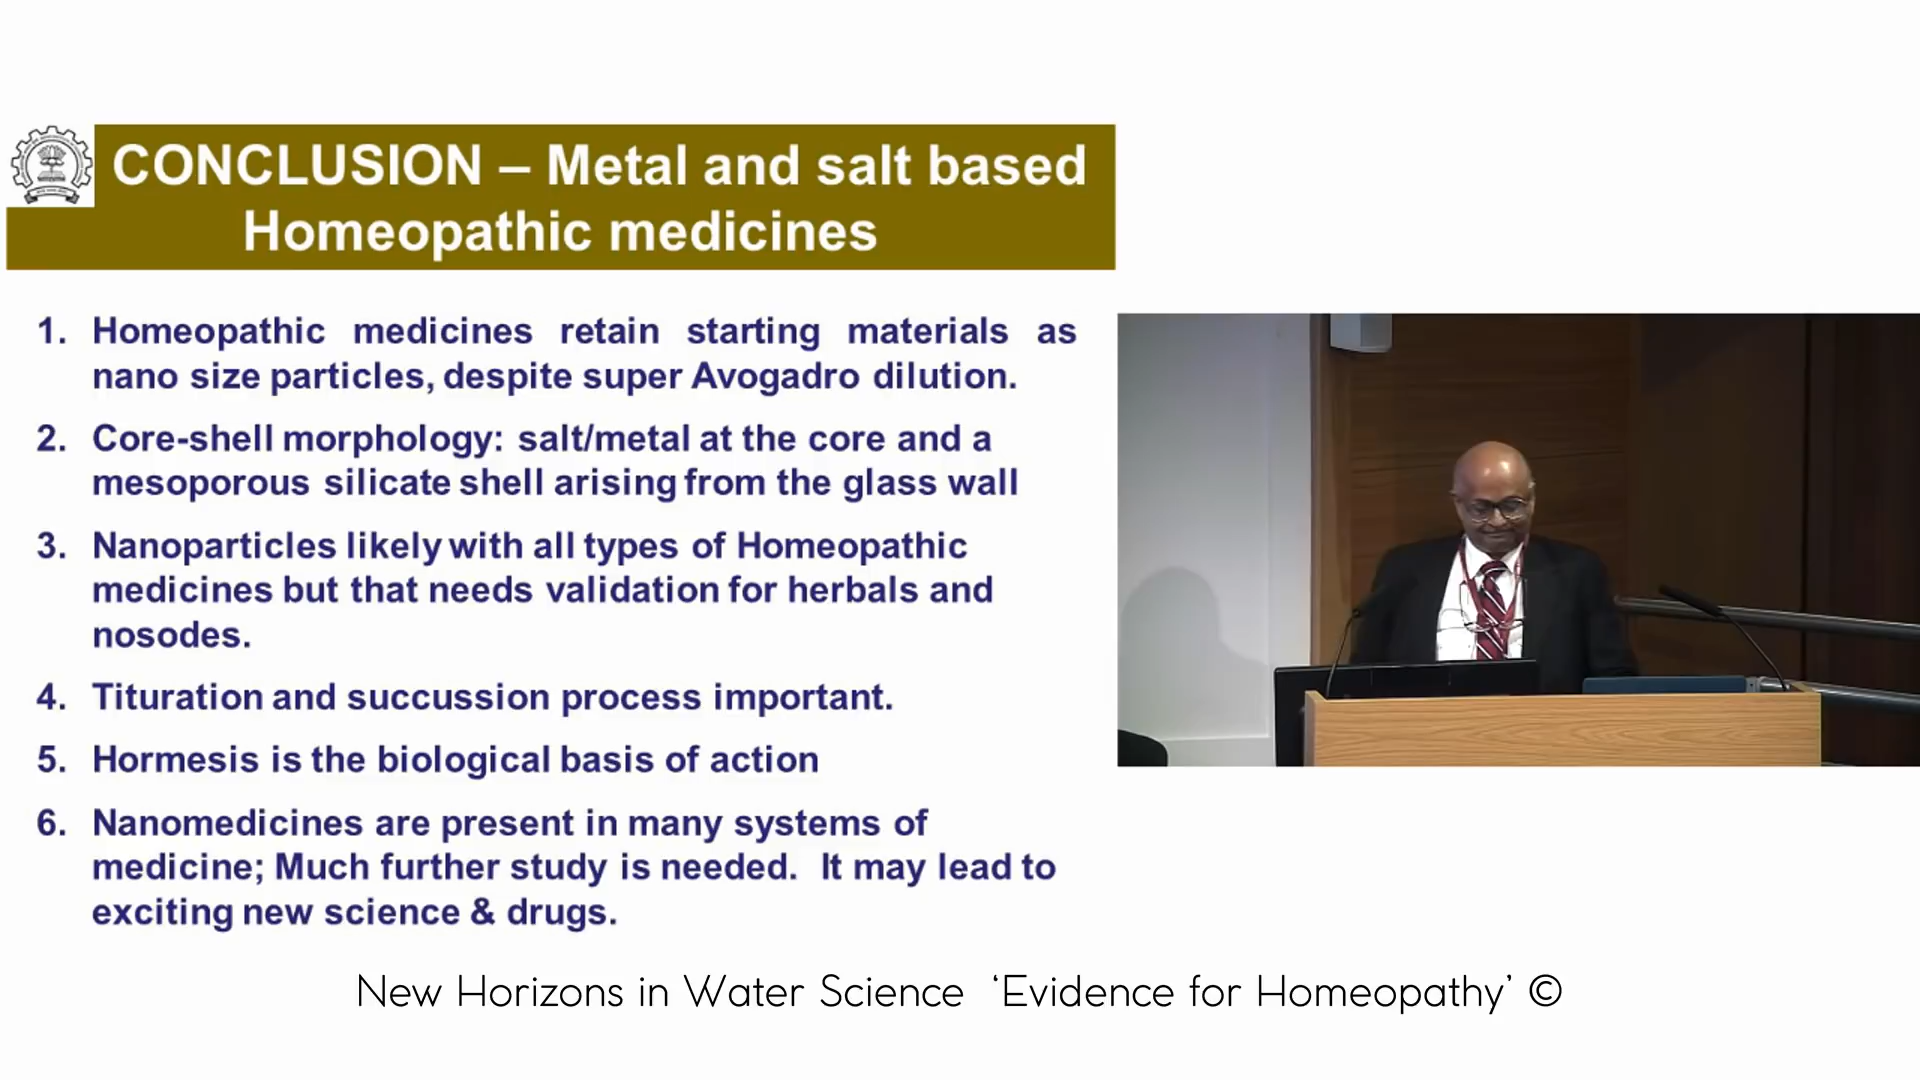 CONCLUSION – Metal and salt based
Homeopathic medicines
1. Homeopathic medicines retain starting materials as
nano size particles, despite super Avogadro dilution.
2. Core-shell morphology: salt/metal at the core and a
mesoporous silicate shell arising from the glass wall
3. Nanoparticles likely with all types of Homeopathic
medicines but that needs validation for herbals and
nosodes.
4. Tituration and succussion process important.
5. Hormesis is the biological basis of action
6. Nanomedicines are present in many systems of
medicine; Much further study is needed. It may lead to
exciting new science & drugs.
New Horizons in Water Science ‘Evidence for Homeopathy’ ©